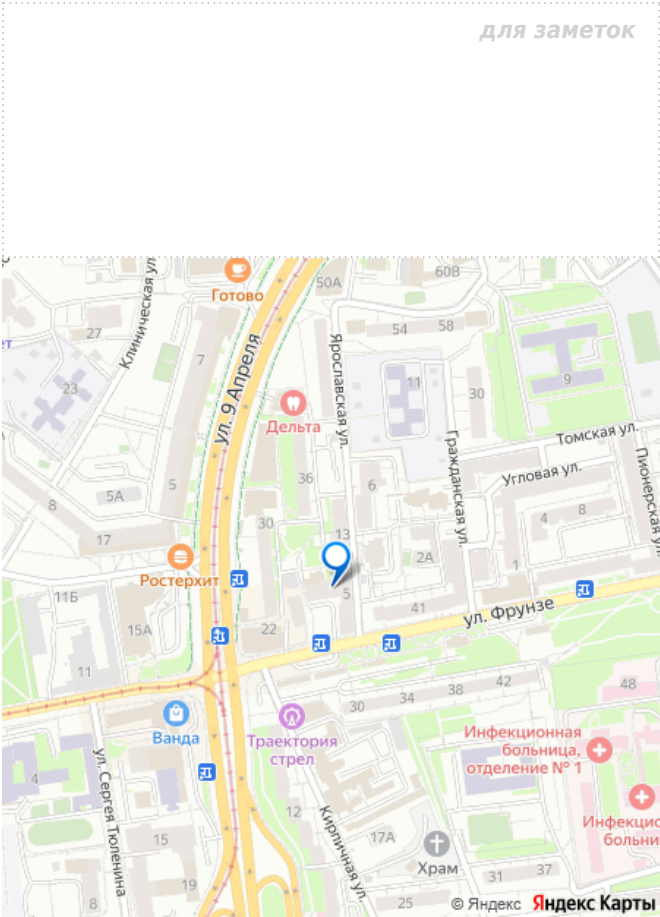 для заметок
Готово
50А
60В
Клиническая ул.
27
7
54
58
ул. 9 Апреля
Ярославская ул.
23
11
30
9
Дельта
Гражданская ул.
Томская ул.
Пионерская ул.
36
6
Угловая ул.
5А
8
5
17
30
13
4
8
Ростерхит
2А
1
11Б
5
41
ул. Фрунзе
15А
22
11
48
42
38
34
30
Ванда
Траектория
стрел
Инфекционная
больница,
отделение № 1
ул. Сергея Тюленина
4
12
Кирпичная ул.
Инфекцио
больни
15
17А
Храм
19
31
37
8
25
© Яндекс Яндекс Карты